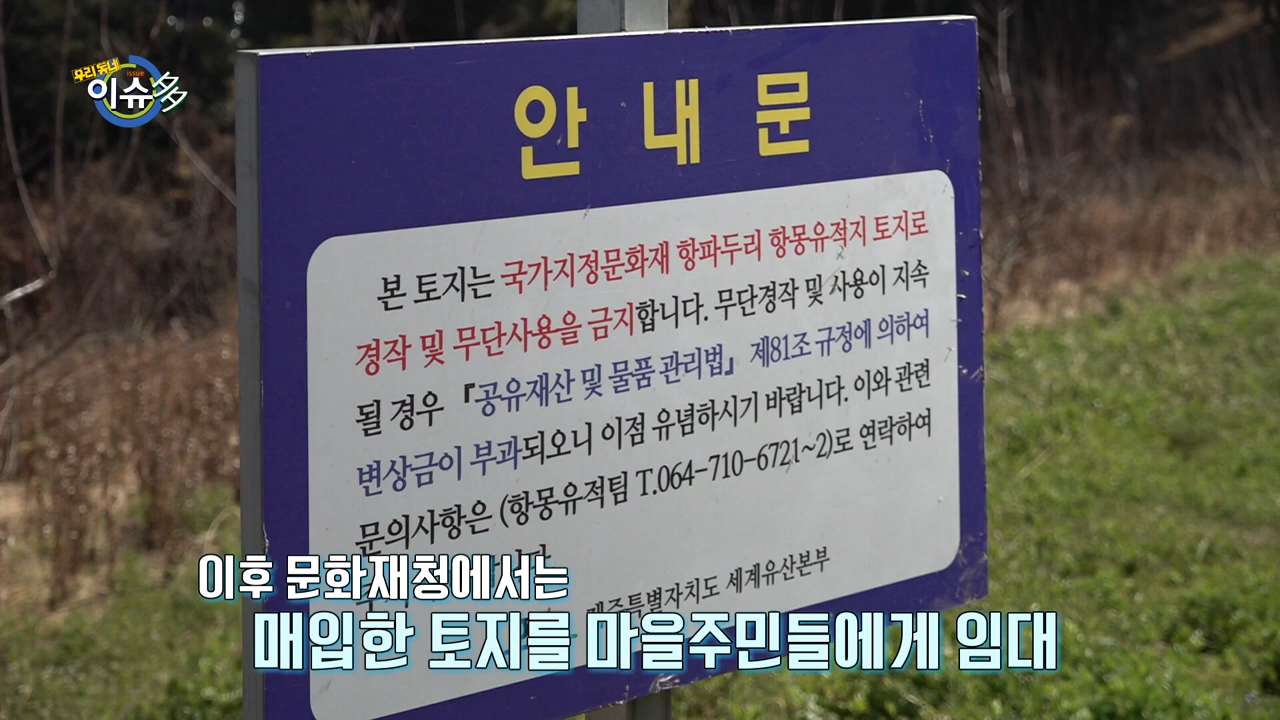 우리동네
issue
이슈多
안내문
본 토지는 국가지정문화재 항파두리 항몽유적지 토지로
경작 및 무단사용을 금지합니다. 무단경작 및 사용이 지속
될 경우 『공유재산 및 물품 관리법』 제81조 규정에 의하여
변상금이 부과되오니 이점 유념하시기 바랍니다. 이와 관련
문의사항은 (항몽유적팀 T.064-710-6721~2)로 연락하여
제주특별자치도 세계유산본부
이후 문화재청에서는
매입한 토지를 마을주민들에게 임대